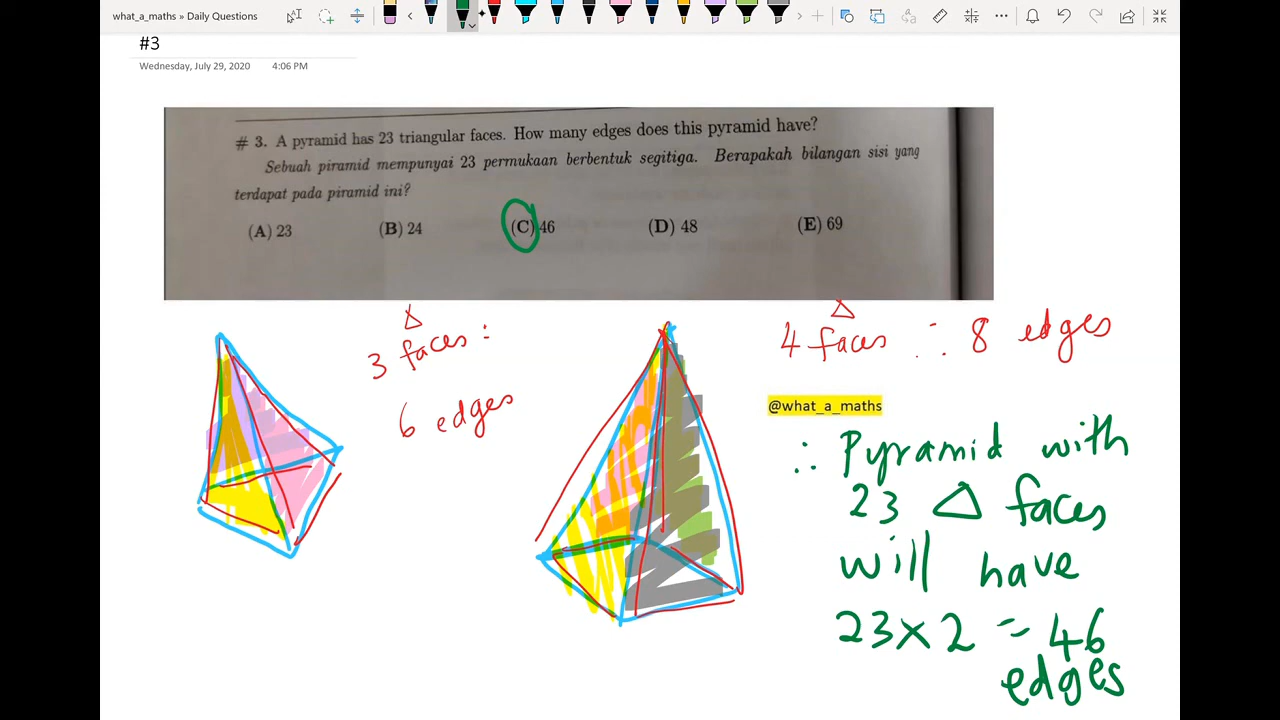 what_a_maths » Daily Questions
#3
Wednesday, July 29, 2020 4:06 PM
# 3. A pyramid has 23 triangular faces. How many edges does this pyramid have?
Sebuah piramid mempunyai 23 permukaan berbentuk segitiga. Berapakah bilangan sisi yang
terdapat pada piramid ini?
(A) 23 (B) 24 (C) 46 (D) 48 (E) 69
Δ
3 faces :
6 edges
Δ
4 faces ∴ 8 edges
@what_a_maths
∴ Pyramid with
23 Δ faces
will have
23 × 2 = 46
edges